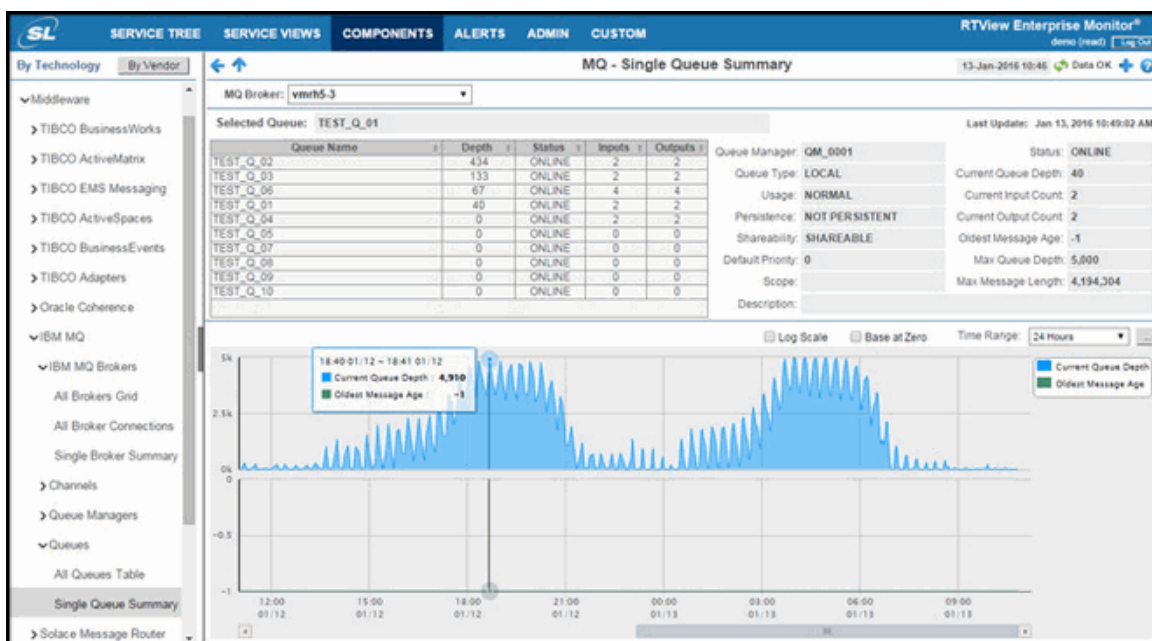 SL SERVICE TREE SERVICE VIEWS COMPONENTS ALERTS ADMIN CUSTOM RTView Enterprise Monitor®
demo (read) Log Out
By Technology By Vendor MQ - Single Queue Summary 13-Jan-2016 10:46 Data OK
MQ Broker: vmrh5-3
Middleware
TIBCO BusinessWorks
TIBCO ActiveMatrix
TIBCO EMS Messaging
TIBCO ActiveSpaces
TIBCO BusinessEvents
TIBCO Adapters
Oracle Coherence
IBM MQ
IBM MQ Brokers
All Brokers Grid
All Broker Connections
Single Broker Summary
Channels
Queue Managers
Queues
All Queues Table
Single Queue Summary
Solace Message Router
Selected Queue: TEST_Q_01 Last Update: Jan 13, 2016 10:49:02 AM
Queue Name Depth Status Inputs Outputs
TEST_Q_02 434 ONLINE 2 2
TEST_Q_03 133 ONLINE 2 2
TEST_Q_06 67 ONLINE 4 4
TEST_Q_01 40 ONLINE 2 2
TEST_Q_04 0 ONLINE 2 2
TEST_Q_05 0 ONLINE 0 0
TEST_Q_07 0 ONLINE 0 0
TEST_Q_08 0 ONLINE 0 0
TEST_Q_09 0 ONLINE 0 0
TEST_Q_10 0 ONLINE 0 0
Queue Manager: QM_0001 Status: ONLINE
Queue Type: LOCAL Current Queue Depth: 40
Usage: NORMAL Current Input Count: 2
Persistence: NOT PERSISTENT Current Output Count: 2
Shareability: SHAREABLE Oldest Message Age: -1
Default Priority: 0 Max Queue Depth: 5,000
Scope: Max Message Length: 4,194,304
Description:
Log Scale Base at Zero Time Range: 24 Hours ...
18:40 01/12 ~ 18:41 01/12
Current Queue Depth : 4,910
Oldest Message Age : -1
Current Queue Depth
Oldest Message Age
5k
2.5k
0k
0
-0.5
-1
12:00 15:00 18:00 21:00 00:00 03:00 06:00 09:00
01/12 01/12 01/12 01/12 01/13 01/13 01/13 01/13